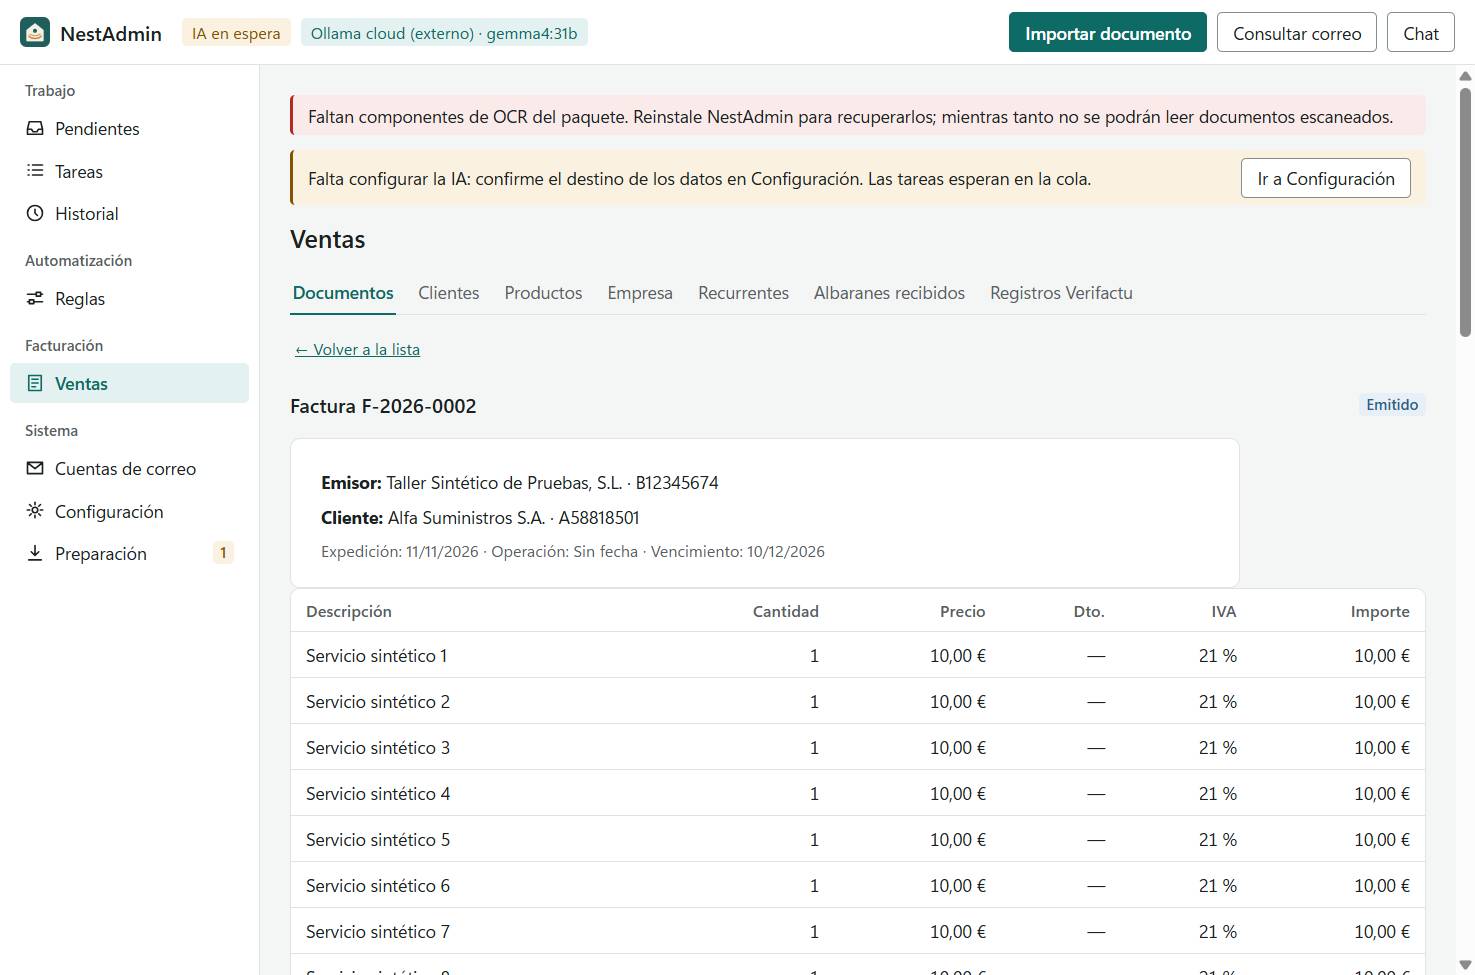 NestAdmin IA en espera Ollama cloud (externo) · gemma4:31b Importar documento Consultar correo Chat
Trabajo
Pendientes
Tareas
Historial
Automatización
Reglas
Facturación
Ventas
Sistema
Cuentas de correo
Configuración
Preparación 1
Faltan componentes de OCR del paquete. Reinstale NestAdmin para recuperarlos; mientras tanto no se podrán leer documentos escaneados.
Falta configurar la IA: confirme el destino de los datos en Configuración. Las tareas esperan en la cola. Ir a Configuración
Ventas
Documentos Clientes Productos Empresa Recurrentes Albaranes recibidos Registros Verifactu
← Volver a la lista
Factura F-2026-0002 Emitido
Emisor: Taller Sintético de Pruebas, S.L. · B12345674
Cliente: Alfa Suministros S.A. · A58818501
Expedición: 11/11/2026 · Operación: Sin fecha · Vencimiento: 10/12/2026
Descripción Cantidad Precio Dto. IVA Importe
Servicio sintético 1 1 10,00 € — 21 % 10,00 €
Servicio sintético 2 1 10,00 € — 21 % 10,00 €
Servicio sintético 3 1 10,00 € — 21 % 10,00 €
Servicio sintético 4 1 10,00 € — 21 % 10,00 €
Servicio sintético 5 1 10,00 € — 21 % 10,00 €
Servicio sintético 6 1 10,00 € — 21 % 10,00 €
Servicio sintético 7 1 10,00 € — 21 % 10,00 €